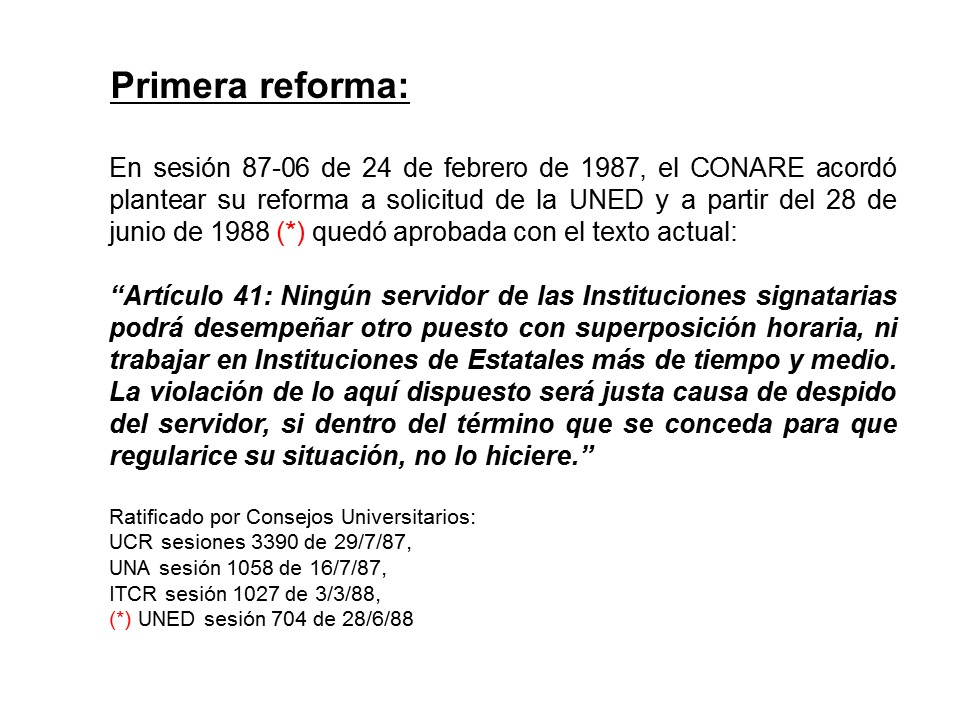 Primera reforma:
En sesión 87-06 de 24 de febrero de 1987, el CONARE acordó
plantear su reforma a solicitud de la UNED y a partir del 28 de
junio de 1988 (*) quedó aprobada con el texto actual:
“Artículo 41: Ningún servidor de las Instituciones signatarias
podrá desempeñar otro puesto con superposición horaria, ni
trabajar en Instituciones de Estatales más de tiempo y medio.
La violación de lo aquí dispuesto será justa causa de despido
del servidor, si dentro del término que se conceda para que
regularice su situación, no lo hiciere.”
Ratificado por Consejos Universitarios:
UCR sesiones 3390 de 29/7/87,
UNA sesión 1058 de 16/7/87,
ITCR sesión 1027 de 3/3/88,
(*) UNED sesión 704 de 28/6/88